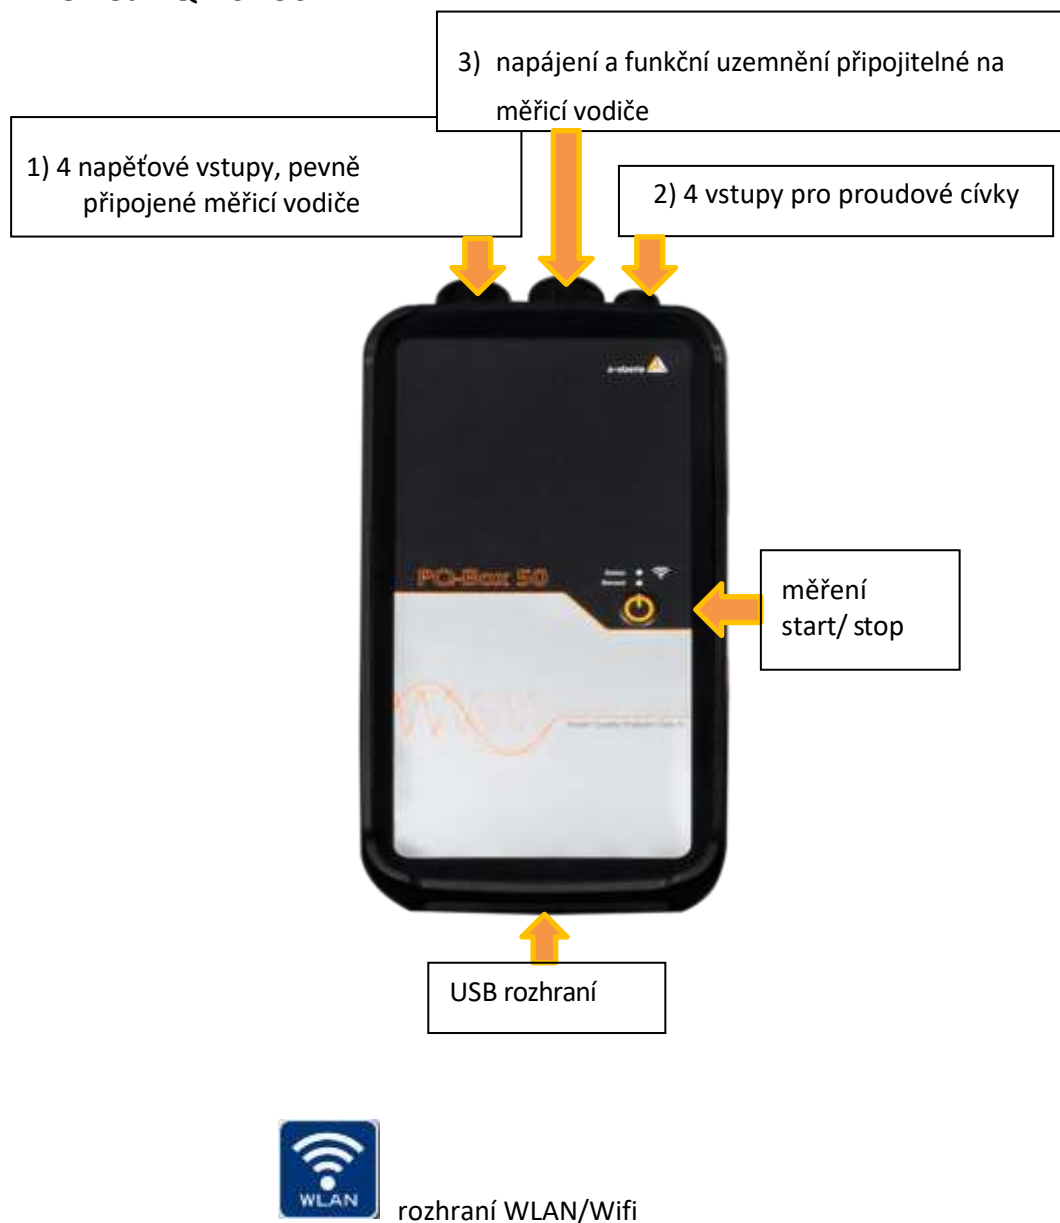 3) napájení a funkční uzemnění připojitelné na
měřicí vodiče
1) 4 napěťové vstupy, pevně
připojené měřicí vodiče
2) 4 vstupy pro proudové cívky
a-eberle
PQ-Box 50
měření
start/ stop
USB rozhraní
WLAN
rozhraní WLAN/Wifi